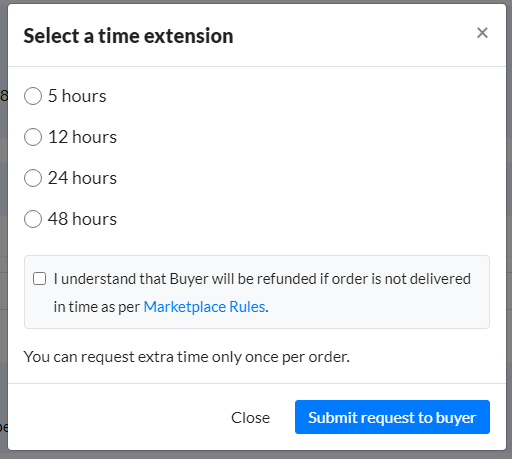 Select a time extension
×
5 hours
12 hours
24 hours
48 hours
I understand that Buyer will be refunded if order is not delivered
in time as per Marketplace Rules.
You can request extra time only once per order.
Close
Submit request to buyer